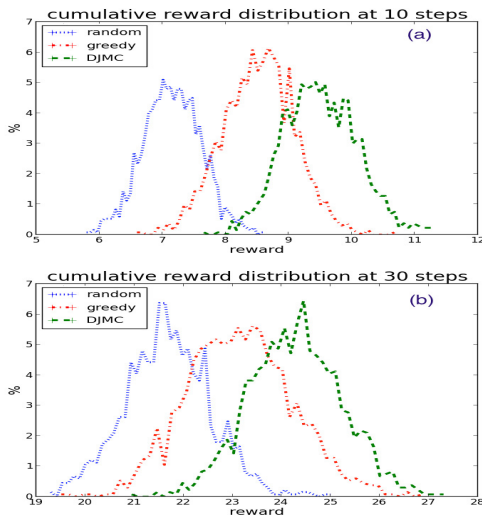 cumulative reward distribution at 10 steps
7
random
greedy
DJMC
(a)
6
5
4
%
3
2
1
0
5 6 7 8 9 10 11 12
reward
cumulative reward distribution at 30 steps
7
random
greedy
DJMC
(b)
6
5
4
%
3
2
1
0
19 20 21 22 23 24 25 26 27 28
reward